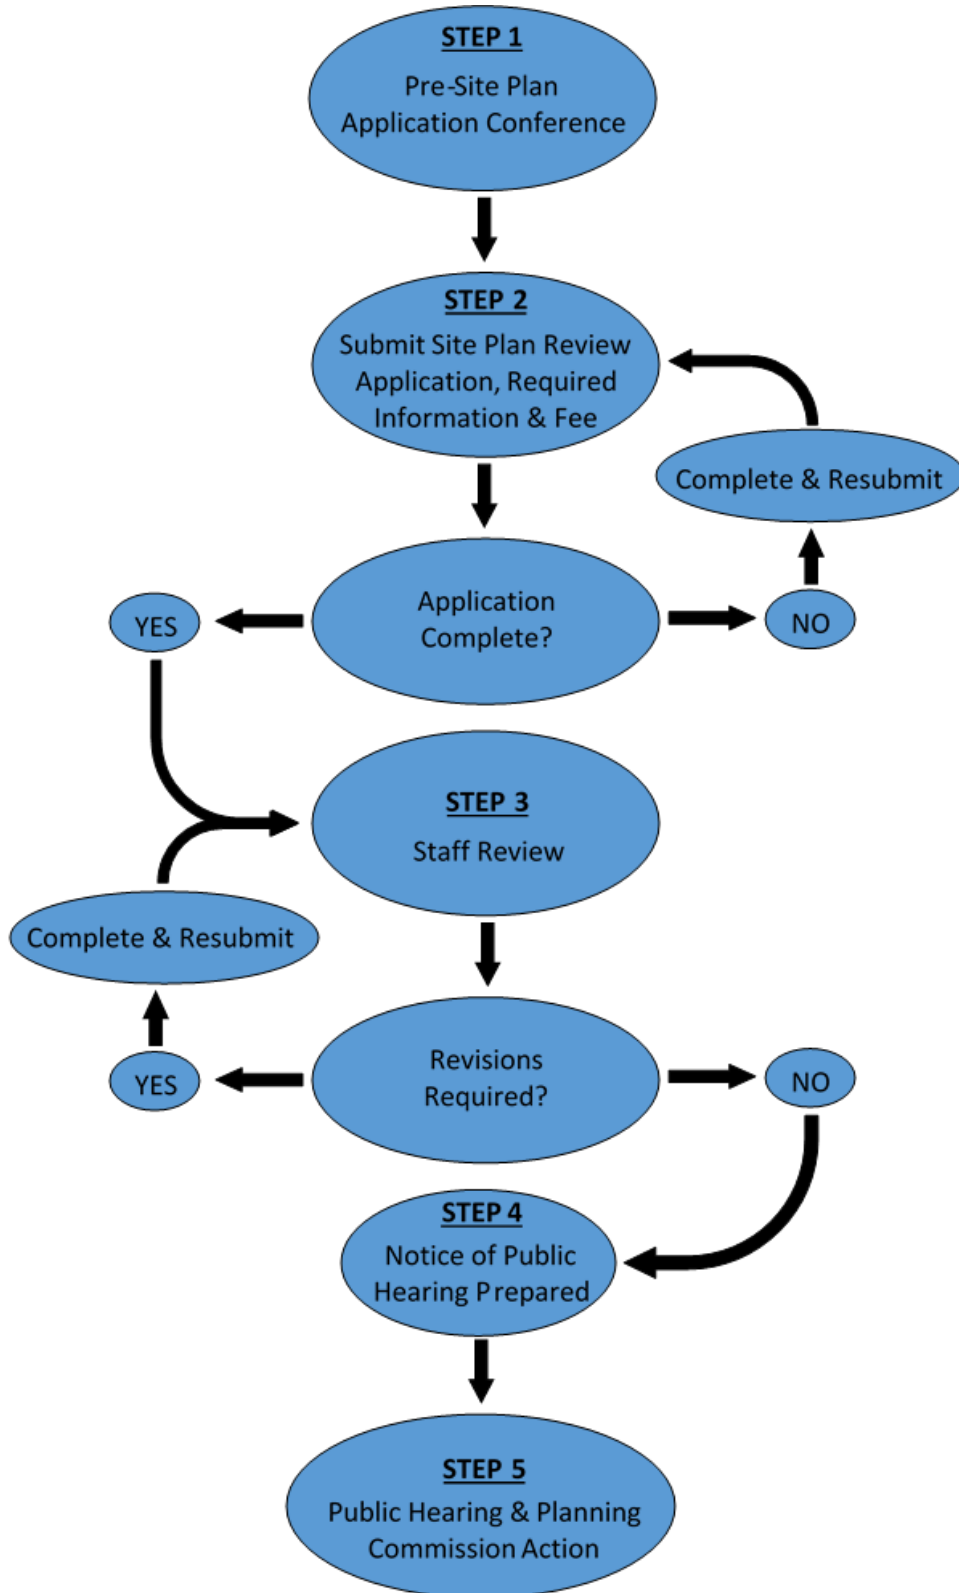 STEP 1
Pre-Site Plan
Application Conference
STEP 2
Submit Site Plan Review
Application, Required
Information & Fee
Complete & Resubmit
Application
Complete?
YES
NO
STEP 3
Staff Review
Complete & Resubmit
Revisions
Required?
YES
NO
STEP 4
Notice of Public
Hearing Prepared
STEP 5
Public Hearing & Planning
Commission Action